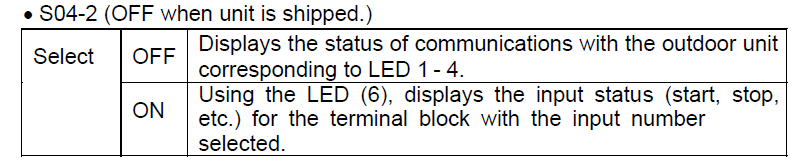 • S04-2 (OFF when unit is shipped.)
Select OFF Displays the status of communications with the outdoor unit
corresponding to LED 1 - 4.
ON Using the LED (6), displays the input status (start, stop,
etc.) for the terminal block with the input number
selected.